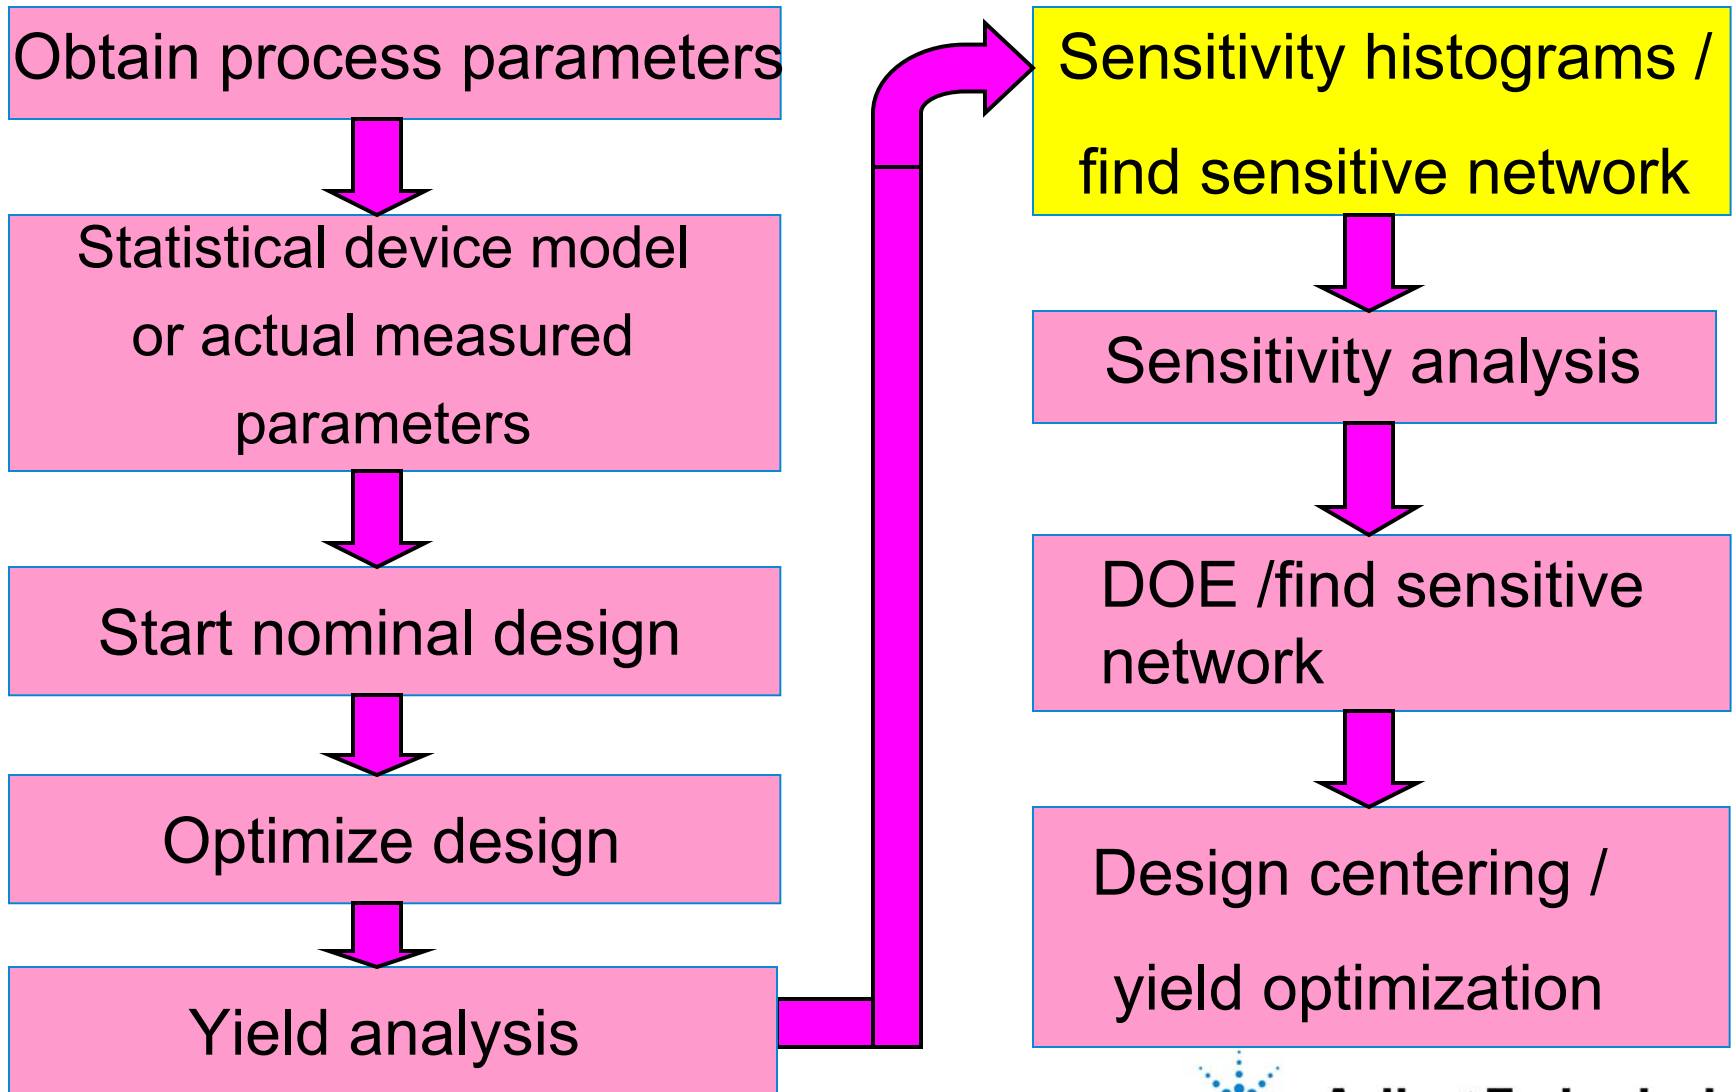 Obtain process parameters
Statistical device model
or actual measured
parameters
Start nominal design
Optimize design
Yield analysis
Sensitivity histograms /
find sensitive network
Sensitivity analysis
DOE /find sensitive
network
Design centering /
yield optimization